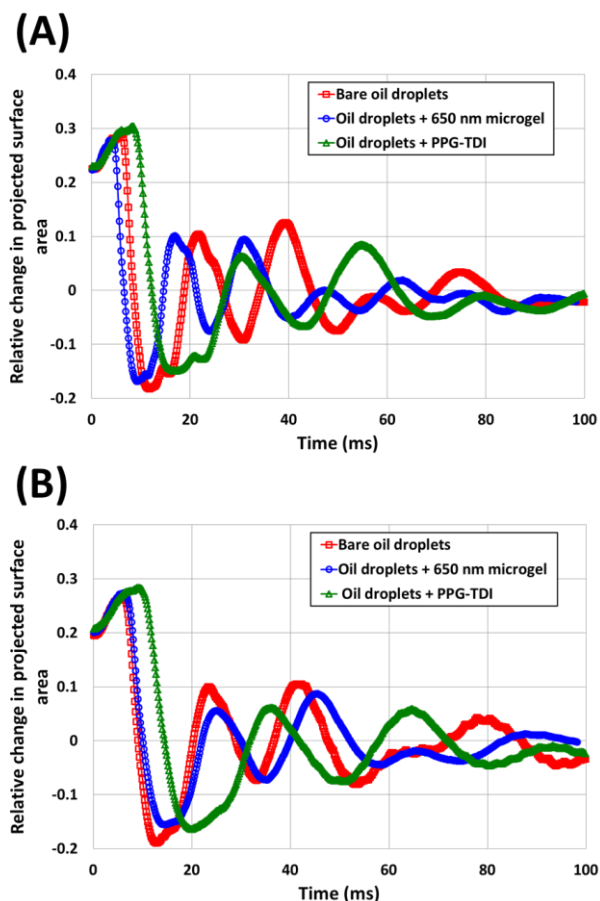 (A)
Relative change in projected surface
area
0.4
0.3
0.2
0.1
0
-0.1
-0.2
Bare oil droplets
Oil droplets + 650 nm microgel
Oil droplets + PPG-TDI
0 20 40 60 80 100
Time (ms)
(B)
Relative change in projected surface
area
0.4
0.3
0.2
0.1
0
-0.1
-0.2
Bare oil droplets
Oil droplets + 650 nm microgel
Oil droplets + PPG-TDI
0 20 40 60 80 100
Time (ms)